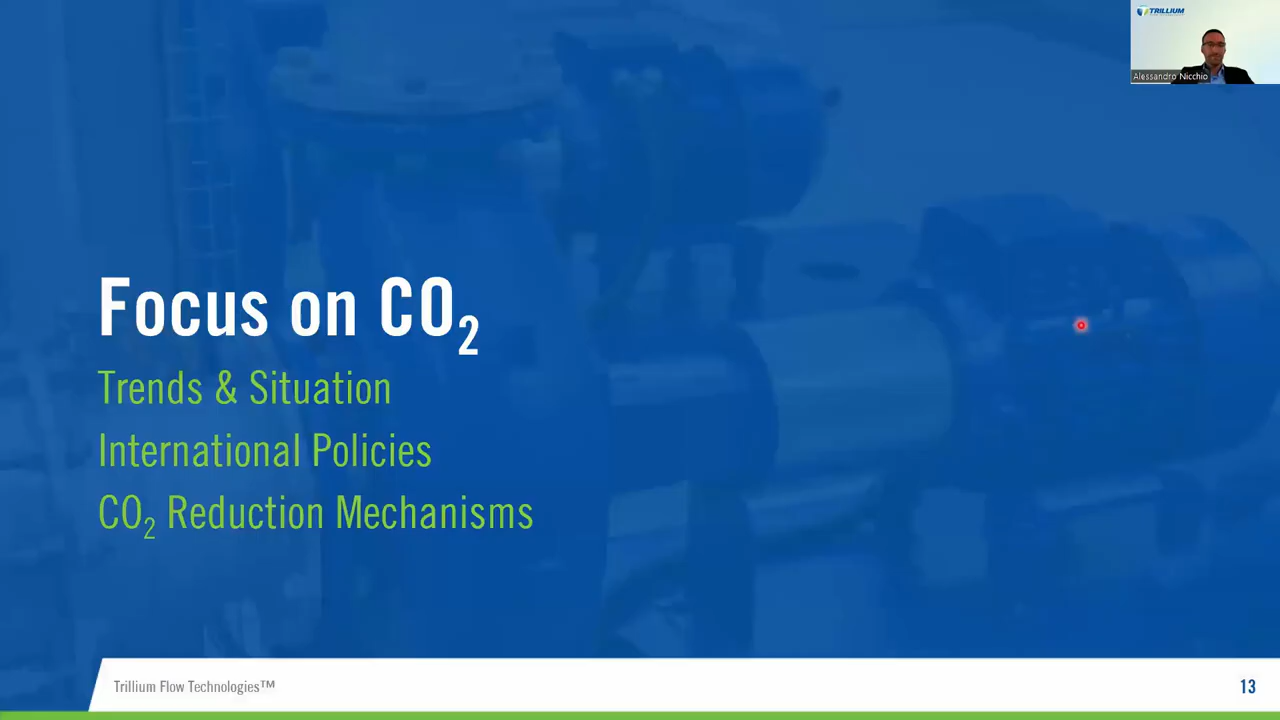 TRILLIUM
Alessandro Nicchio
Focus on CO₂
Trends & Situation
International Policies
CO₂ Reduction Mechanisms
Trillium Flow Technologies™
13